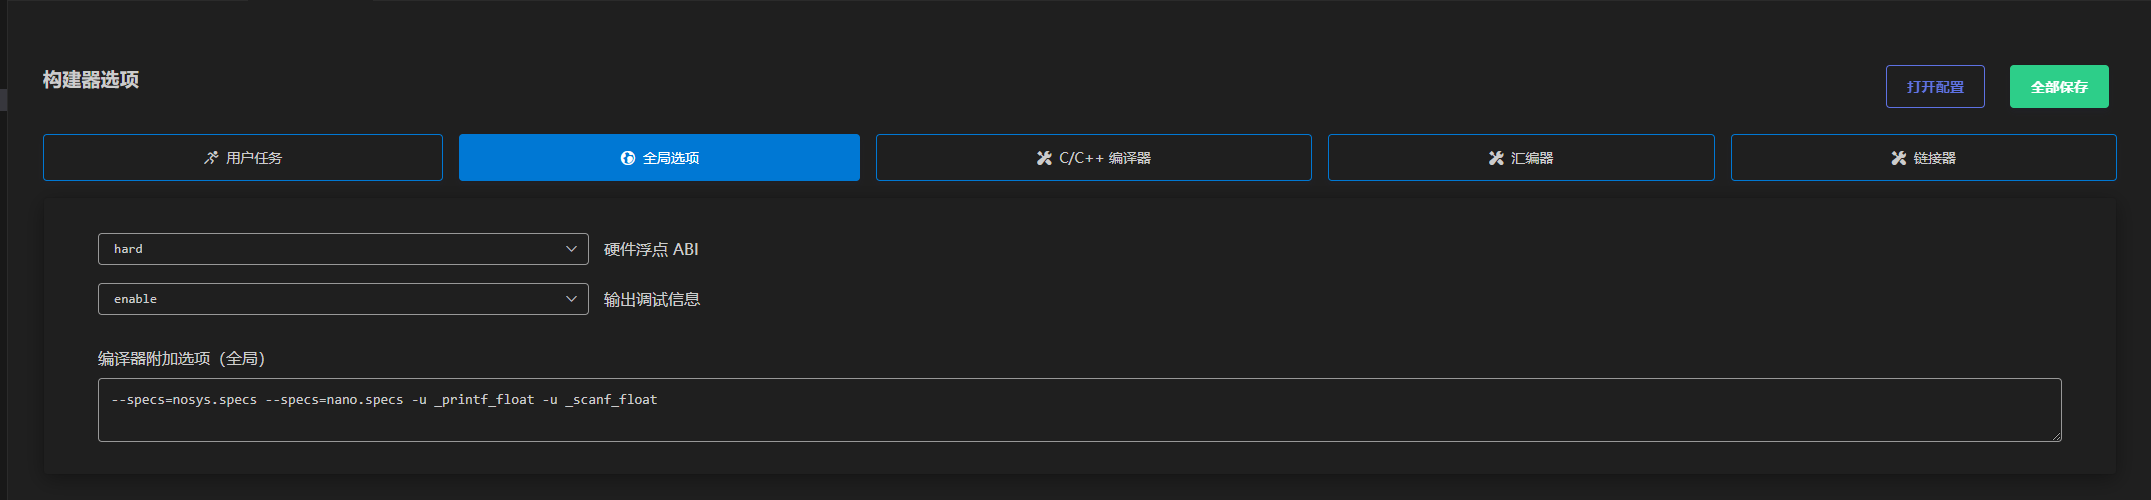 构建器选项
打开配置
全部保存
用户任务
全局选项
C/C++ 编译器
汇编器
链接器
hard
硬件浮点 ABI
enable
输出调试信息
编译器附加选项（全局）
--specs=nosys.specs --specs=nano.specs -u _printf_float -u _scanf_float